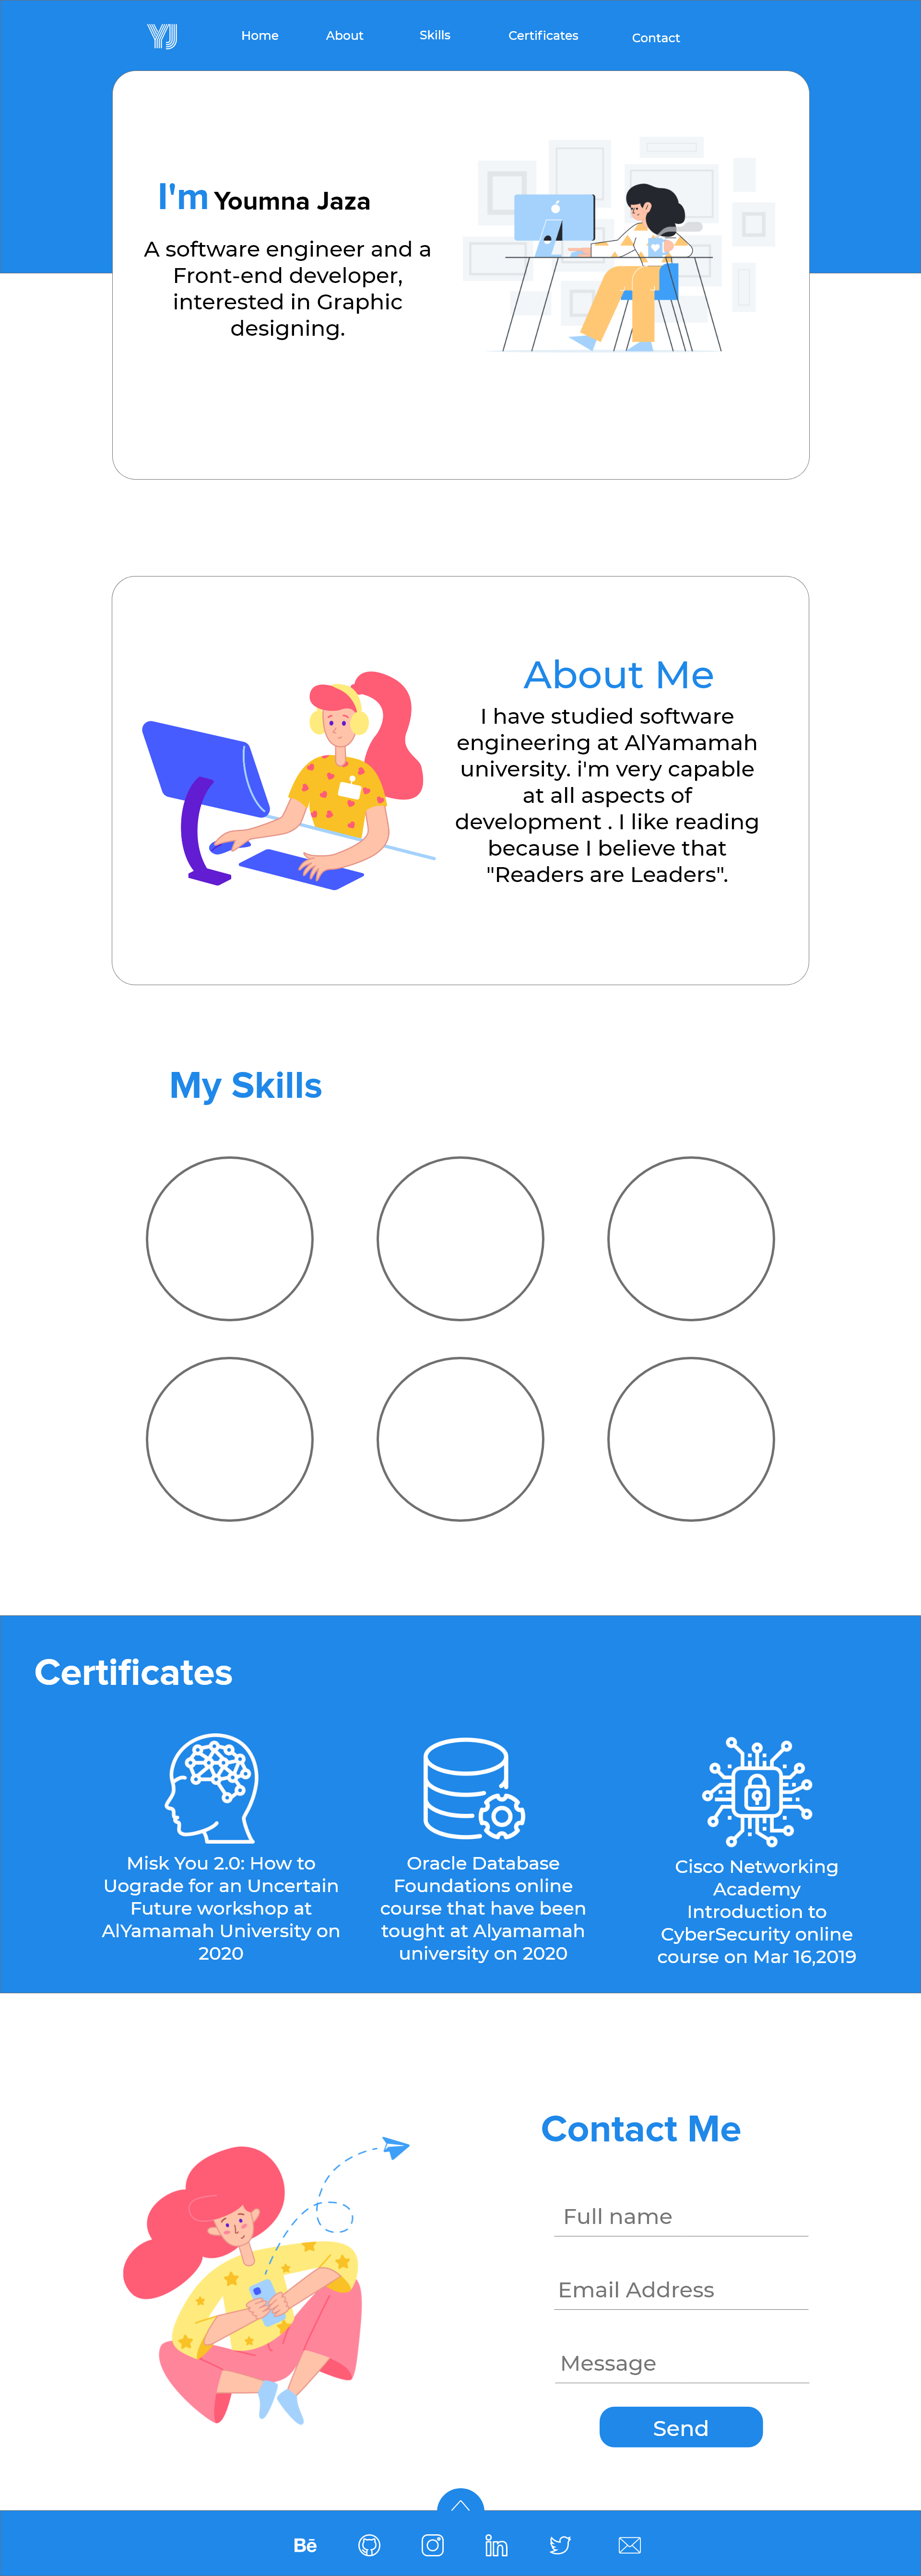 YJ
Home About Skills Certificates Contact
I'm Youmna Jaza
A software engineer and a
Front-end developer,
interested in Graphic
designing.
About Me
I have studied software
engineering at AlYamamah
university. i'm very capable
at all aspects of
development . I like reading
because I believe that
"Readers are Leaders".
My Skills
Certificates
Misk You 2.0: How to
Uograde for an Uncertain
Future workshop at
AlYamamah University on
2020
Oracle Database
Foundations online
course that have been
tought at Alyamamah
university on 2020
Cisco Networking
Academy
Introduction to
CyberSecurity online
course on Mar 16,2019
Contact Me
Full name
Email Address
Message
Send
Bē
in